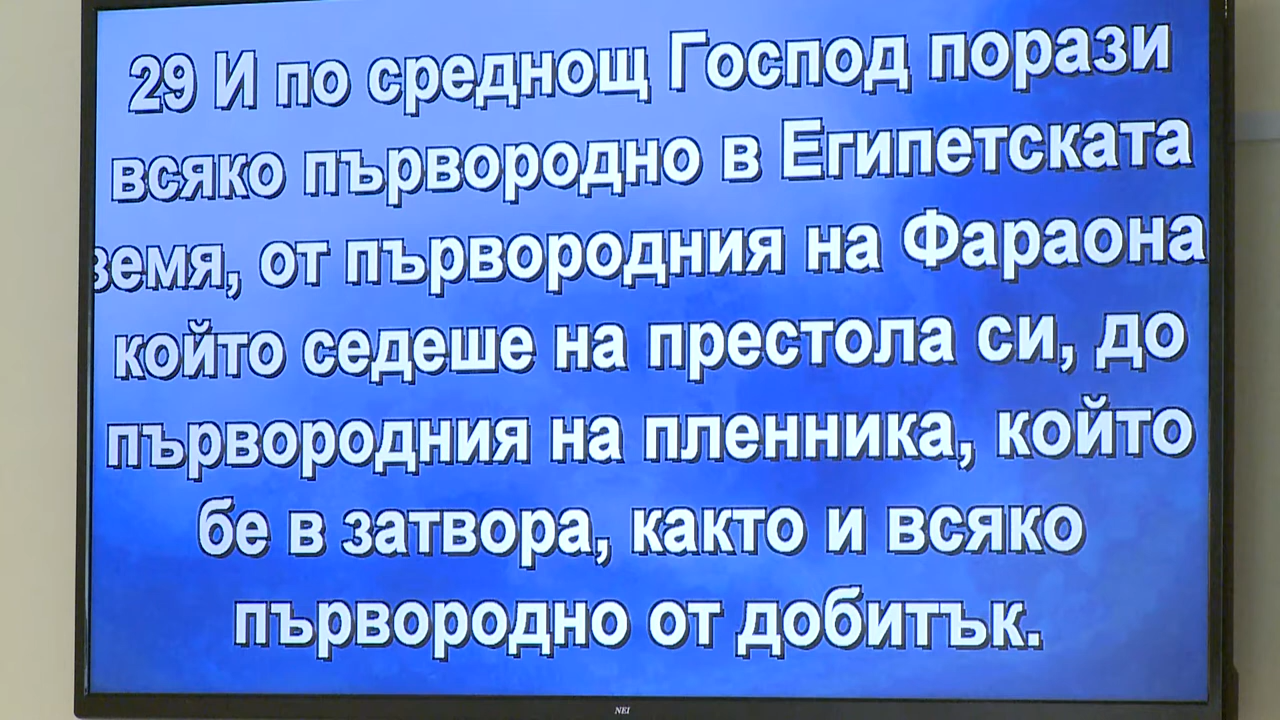 29 И по среднощ Господ порази
всяко първородно в Египетската
земя, от първородния на Фараона
който седеше на престола си, до
първородния на пленника, който
бе в затвора, както и всяко
първородно от добитък.
NEI